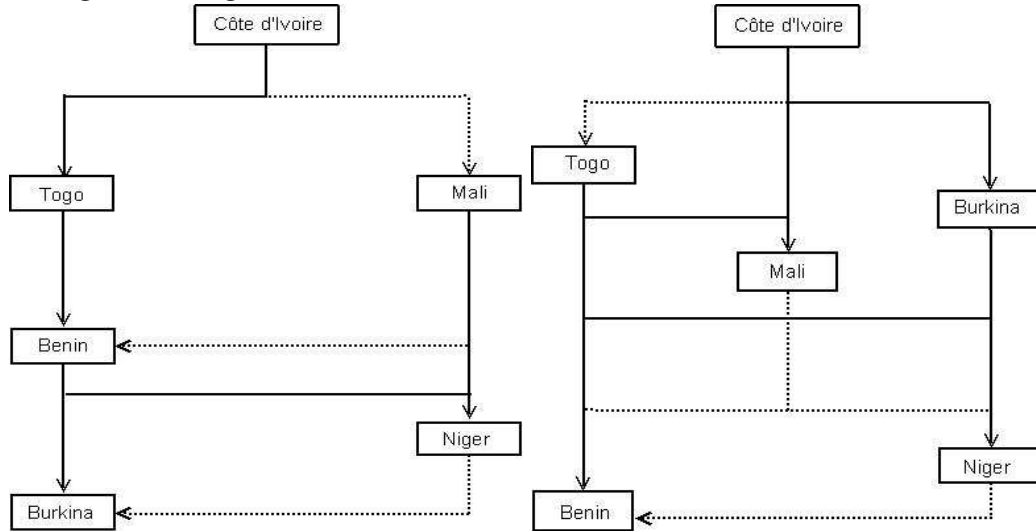 Côte d'Ivoire
Togo
Mali
Benin
Niger
Burkina
Côte d'Ivoire
Togo
Burkina
Mali
Niger
Benin